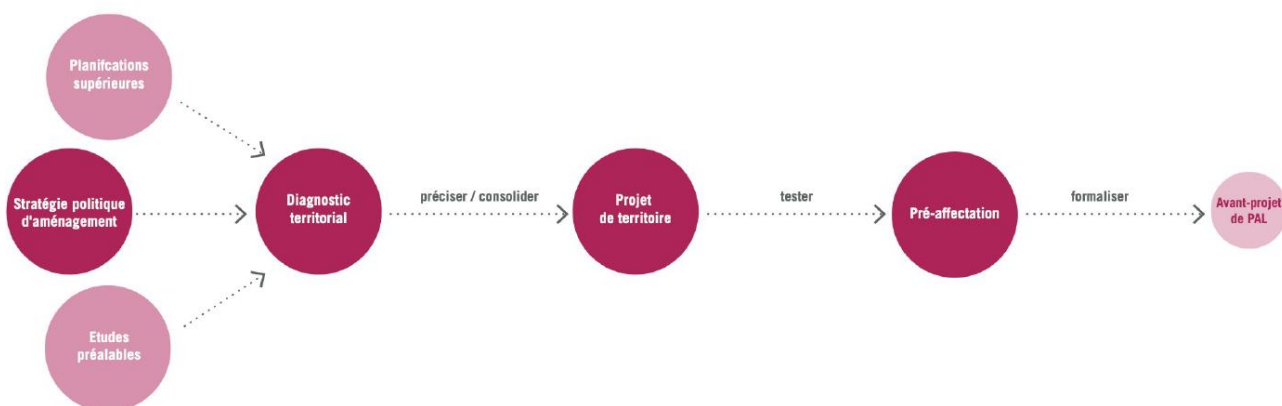 Planifcations
supérieures
Stratégie politique
d'aménagement
Etudes
préalables
Diagnostic
territorial
préciser / consolider
Projet
de territoire
tester
Pré-affectation
formaliser
Avant-projet
de PAL